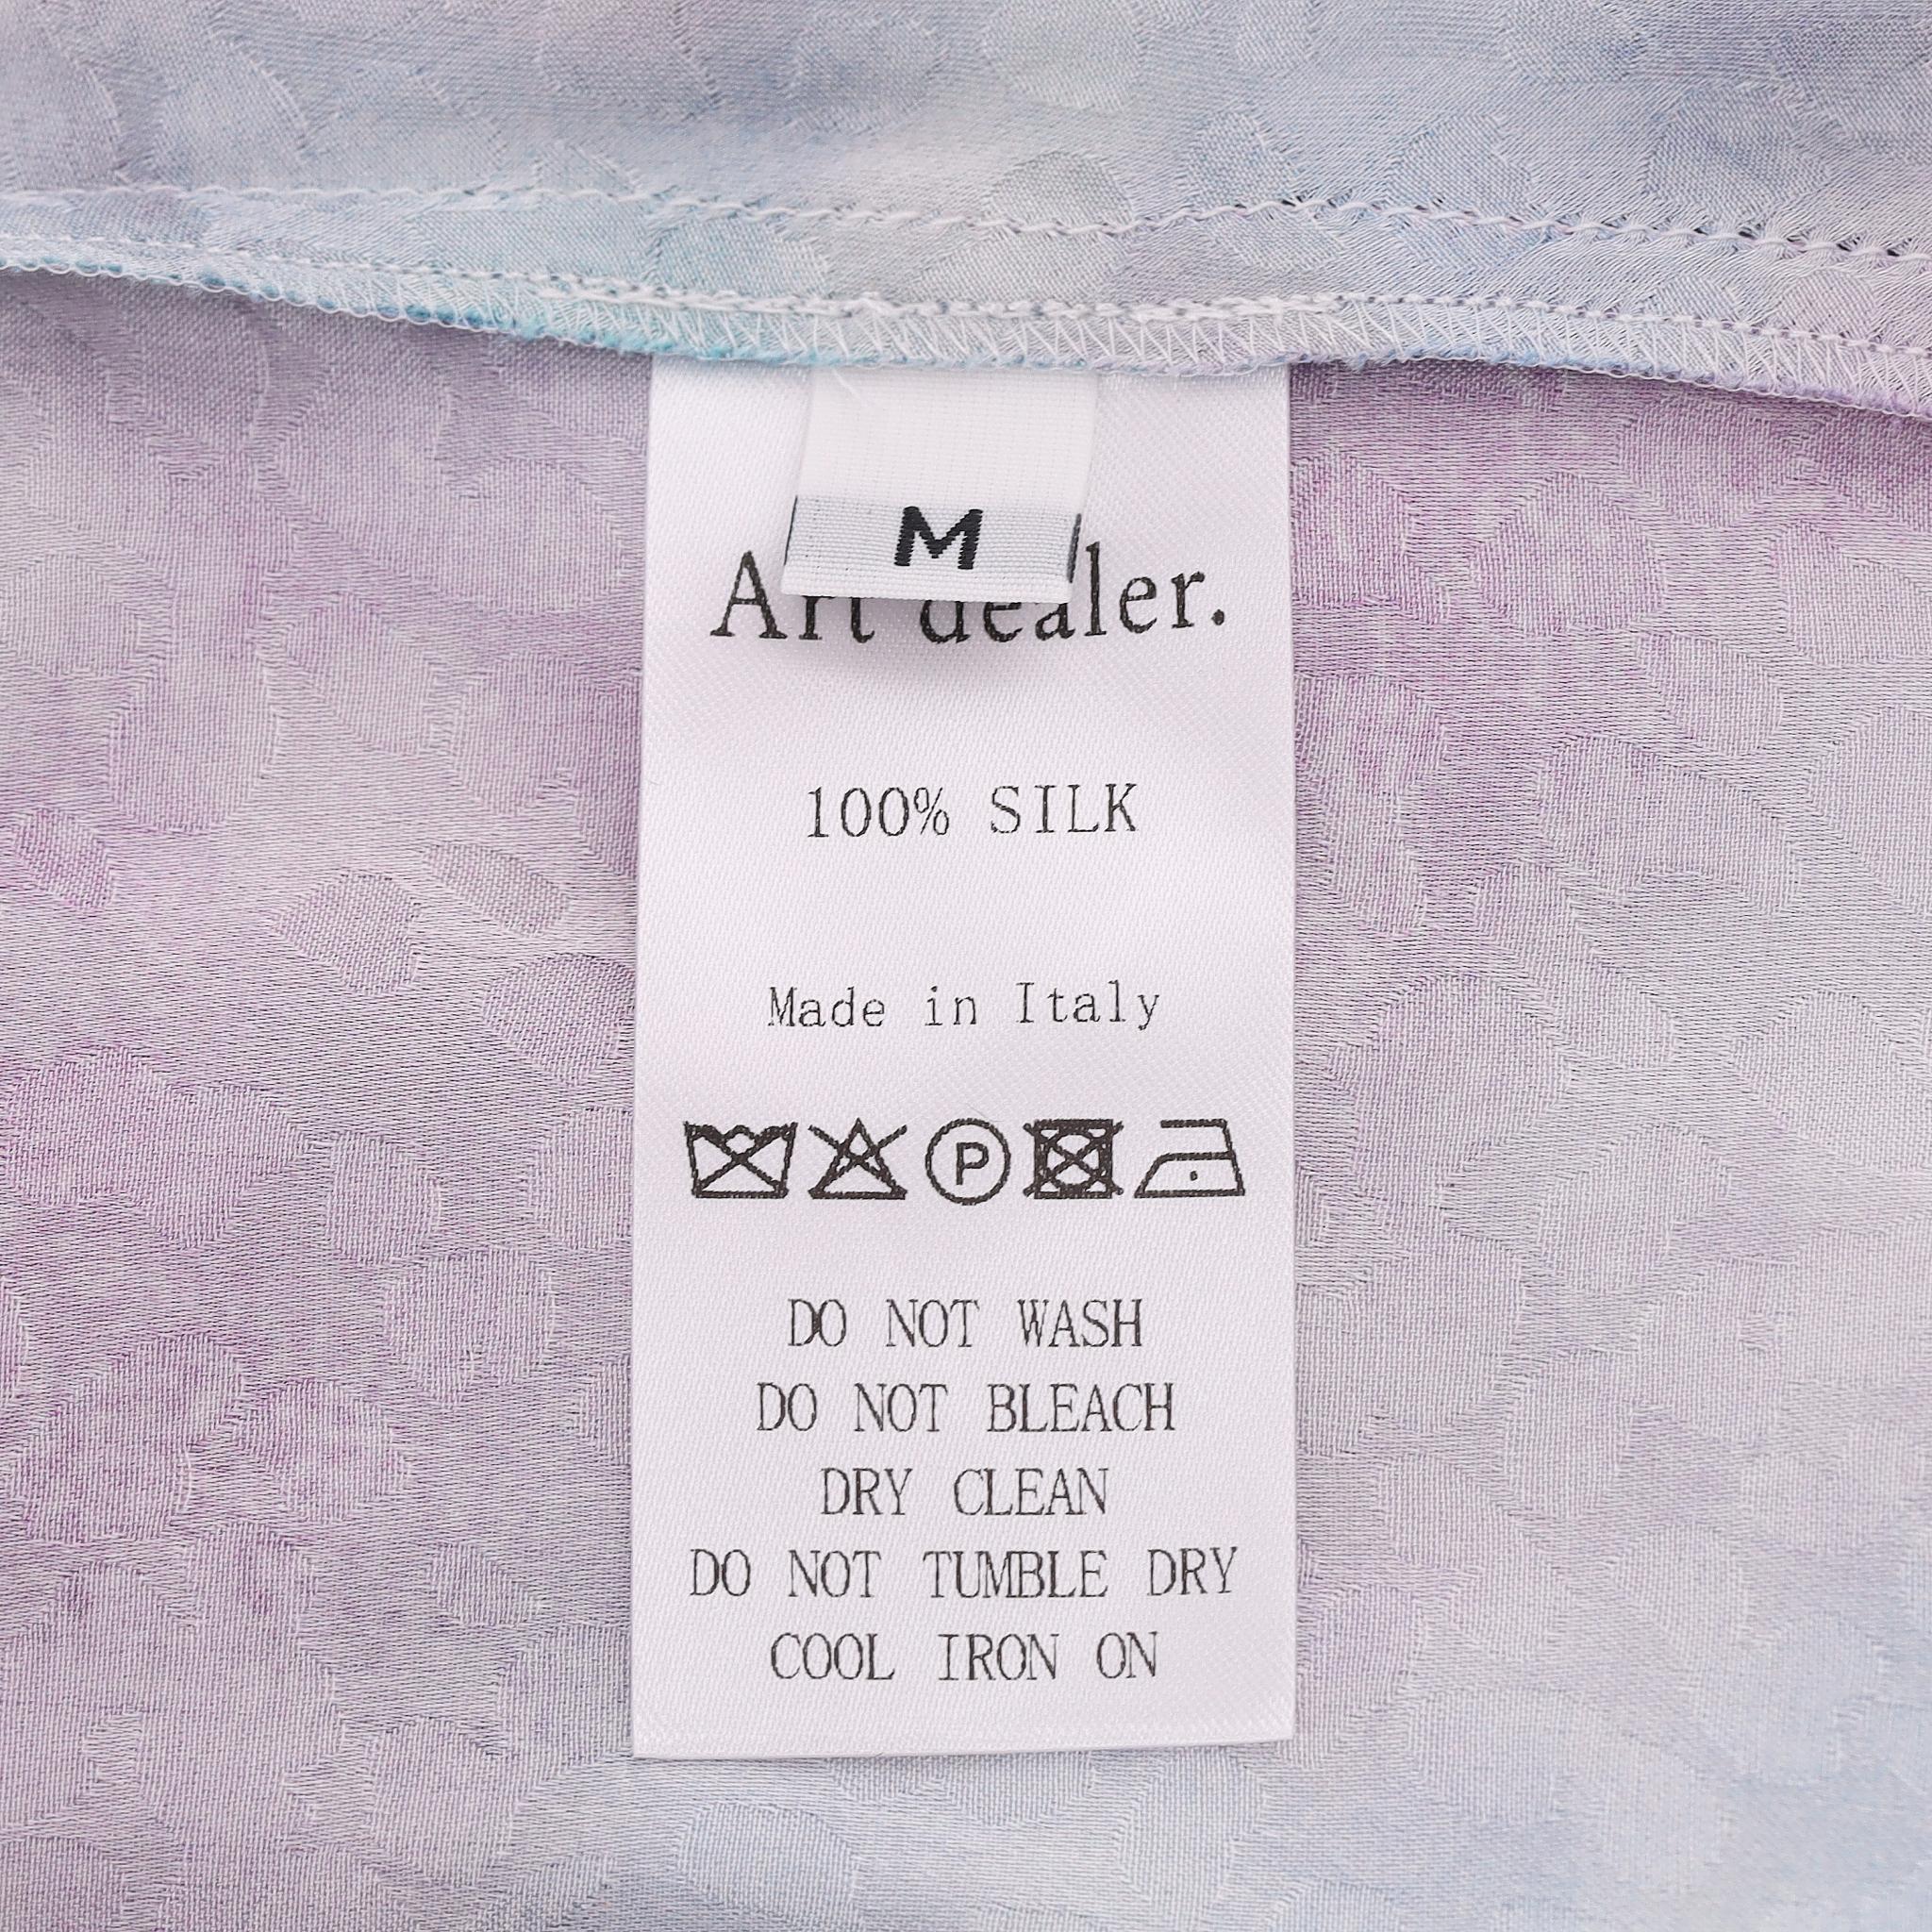 M
Art dealer.
100% SILK
Made in Italy
P
DO NOT WASH
DO NOT BLEACH
DRY CLEAN
DO NOT TUMBLE DRY
COOL IRON ON